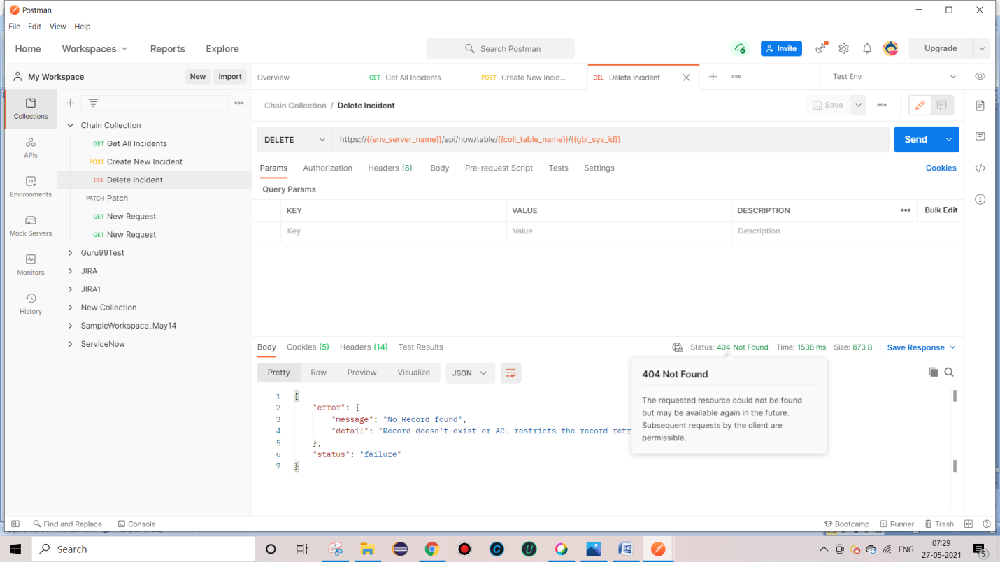 Postman
File Edit View Help
Home Workspaces Reports Explore Search Postman Invite Upgrade
My Workspace New Import Overview GET Get All Incidents POST Create New Incid... DEL Delete Incident Test Env
Collections
APIs
Environments
Mock Servers
Monitors
History
Chain Collection
GET Get All Incidents
POST Create New Incident
DEL Delete Incident
PATCH Patch
GET New Request
GET New Request
Guru99Test
JIRA
JIRA1
New Collection
SampleWorkspace_May14
ServiceNow
Chain Collection / Delete Incident Save
DELETE https://{{env_server_name}}/api/now/table/{{coll_table_name}}/{{gbl_sys_id}} Send
Params Authorization Headers (8) Body Pre-request Script Tests Settings Cookies
Query Params
KEY VALUE DESCRIPTION Bulk Edit
Key Value Description
Body Cookies (5) Headers (14) Test Results Status: 404 Not Found Time: 1538 ms Size: 873 B Save Response
Pretty Raw Preview Visualize JSON
404 Not Found
The requested resource could not be found
but may be available again in the future.
Subsequent requests by the client are
permissible.
1 {
2 "error": {
3 "message": "No Record found",
4 "detail": "Record doesn't exist or ACL restricts the record retr
5 },
6 "status": "failure"
7 }
Find and Replace Console Bootcamp Runner Trash
Search ENG 07:29
27-05-2021 5